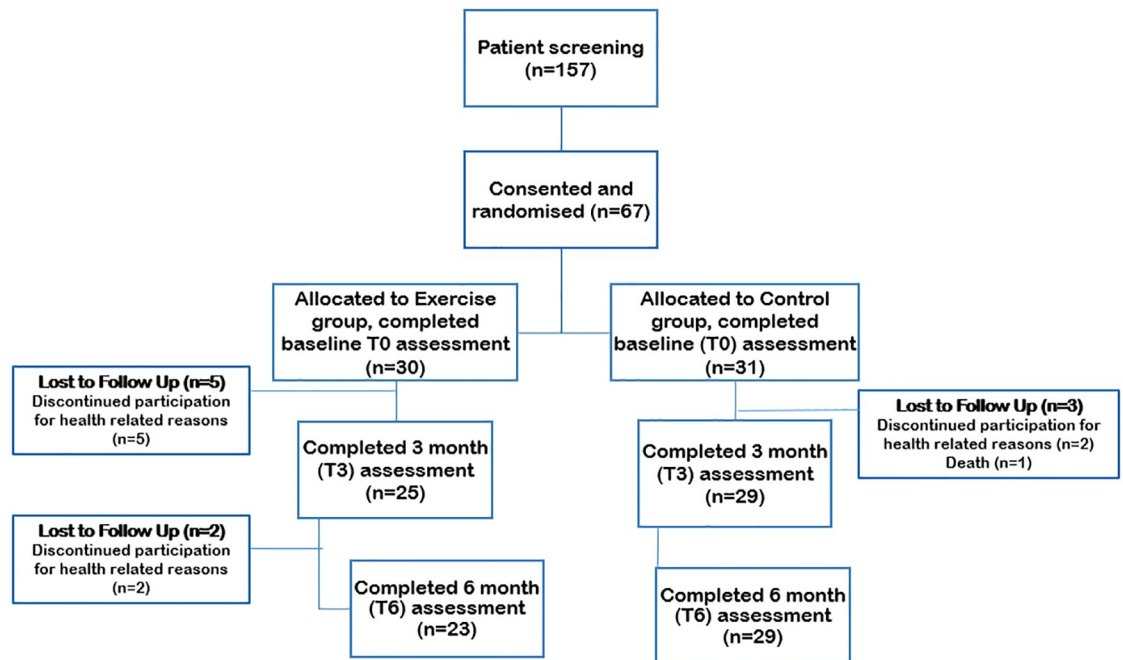 Patient screening
(n=157)
Consented and
randomised (n=67)
Allocated to Exercise
group, completed
baseline T0 assessment
(n=30)
Allocated to Control
group, completed
baseline (T0) assessment
(n=31)
Lost to Follow Up (n=5)
Discontinued participation
for health related reasons
(n=5)
Lost to Follow Up (n=3)
Discontinued participation for
health related reasons (n=2)
Death (n=1)
Completed 3 month
(T3) assessment
(n=25)
Completed 3 month
(T3) assessment
(n=29)
Lost to Follow Up (n=2)
Discontinued participation
for health related reasons
(n=2)
Completed 6 month
(T6) assessment
(n=23)
Completed 6 month
(T6) assessment
(n=29)